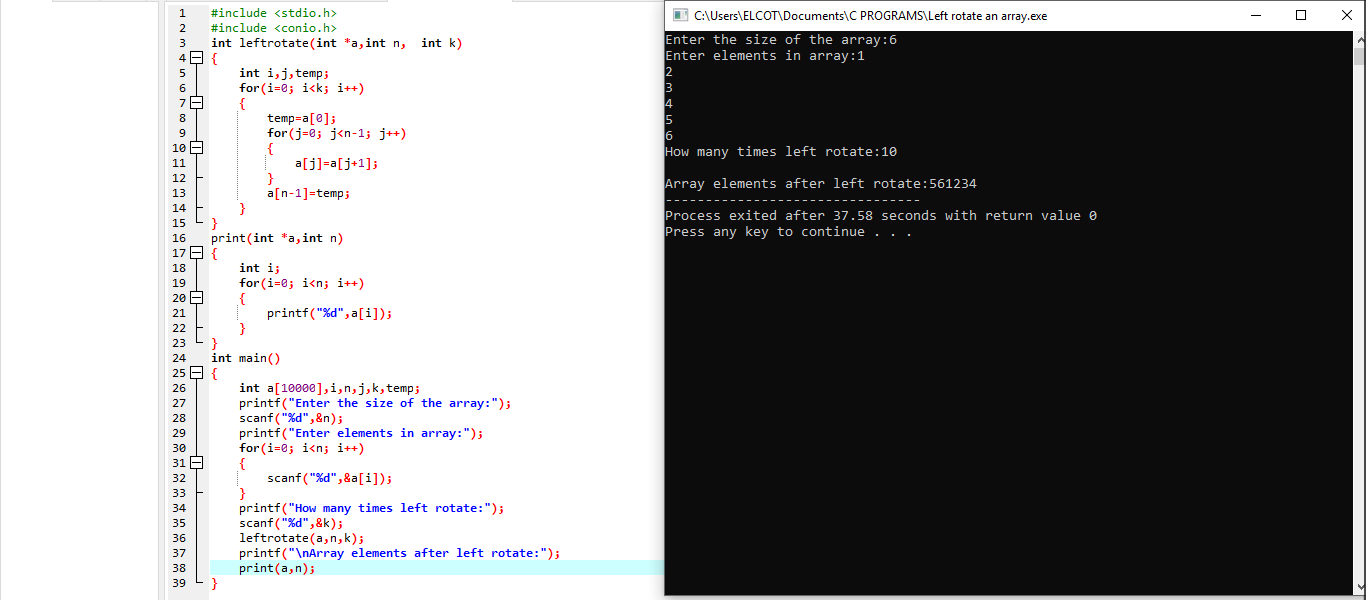 1 #include <stdio.h>
2 #include <conio.h>
3 int leftrotate(int *a,int n,  int k)
4 {
5     int i,j,temp;
6     for(i=0; i<k; i++)
7     {
8         temp=a[0];
9         for(j=0; j<n-1; j++)
10         {
11             a[j]=a[j+1];
12         }
13         a[n-1]=temp;
14     }
15 }
16 print(int *a,int n)
17 {
18     int i;
19     for(i=0; i<n; i++)
20     {
21         printf("%d",a[i]);
22     }
23 }
24 int main()
25 {
26     int a[10000],i,n,j,k,temp;
27     printf("Enter the size of the array:");
28     scanf("%d",&n);
29     printf("Enter elements in array:");
30     for(i=0; i<n; i++)
31     {
32         scanf("%d",&a[i]);
33     }
34     printf("How many times left rotate:");
35     scanf("%d",&k);
36     leftrotate(a,n,k);
37     printf("\nArray elements after left rotate:");
38     print(a,n);
39 }
C:\Users\ELCOT\Documents\C PROGRAMS\Left rotate an array.exe
Enter the size of the array:6
Enter elements in array:1
2
3
4
5
6
How many times left rotate:10

Array elements after left rotate:561234
--------------------------------
Process exited after 37.58 seconds with return value 0
Press any key to continue . . .